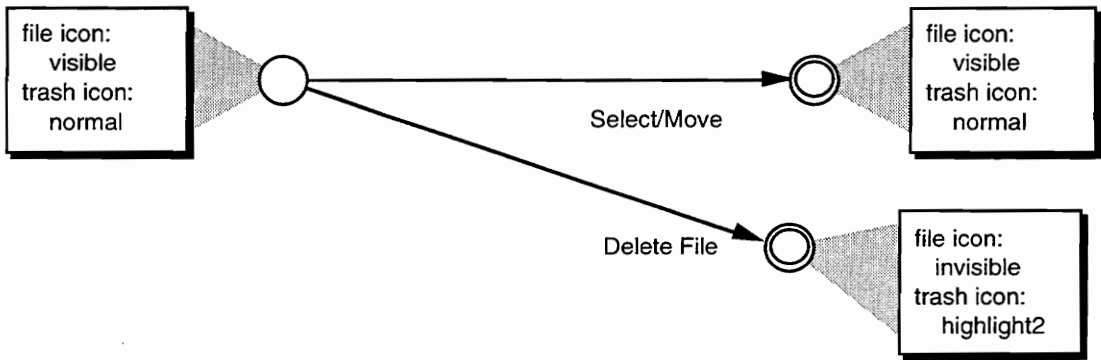 file icon:
visible
trash icon:
normal
Select/Move
file icon:
visible
trash icon:
normal
Delete File
file icon:
invisible
trash icon:
highlight2